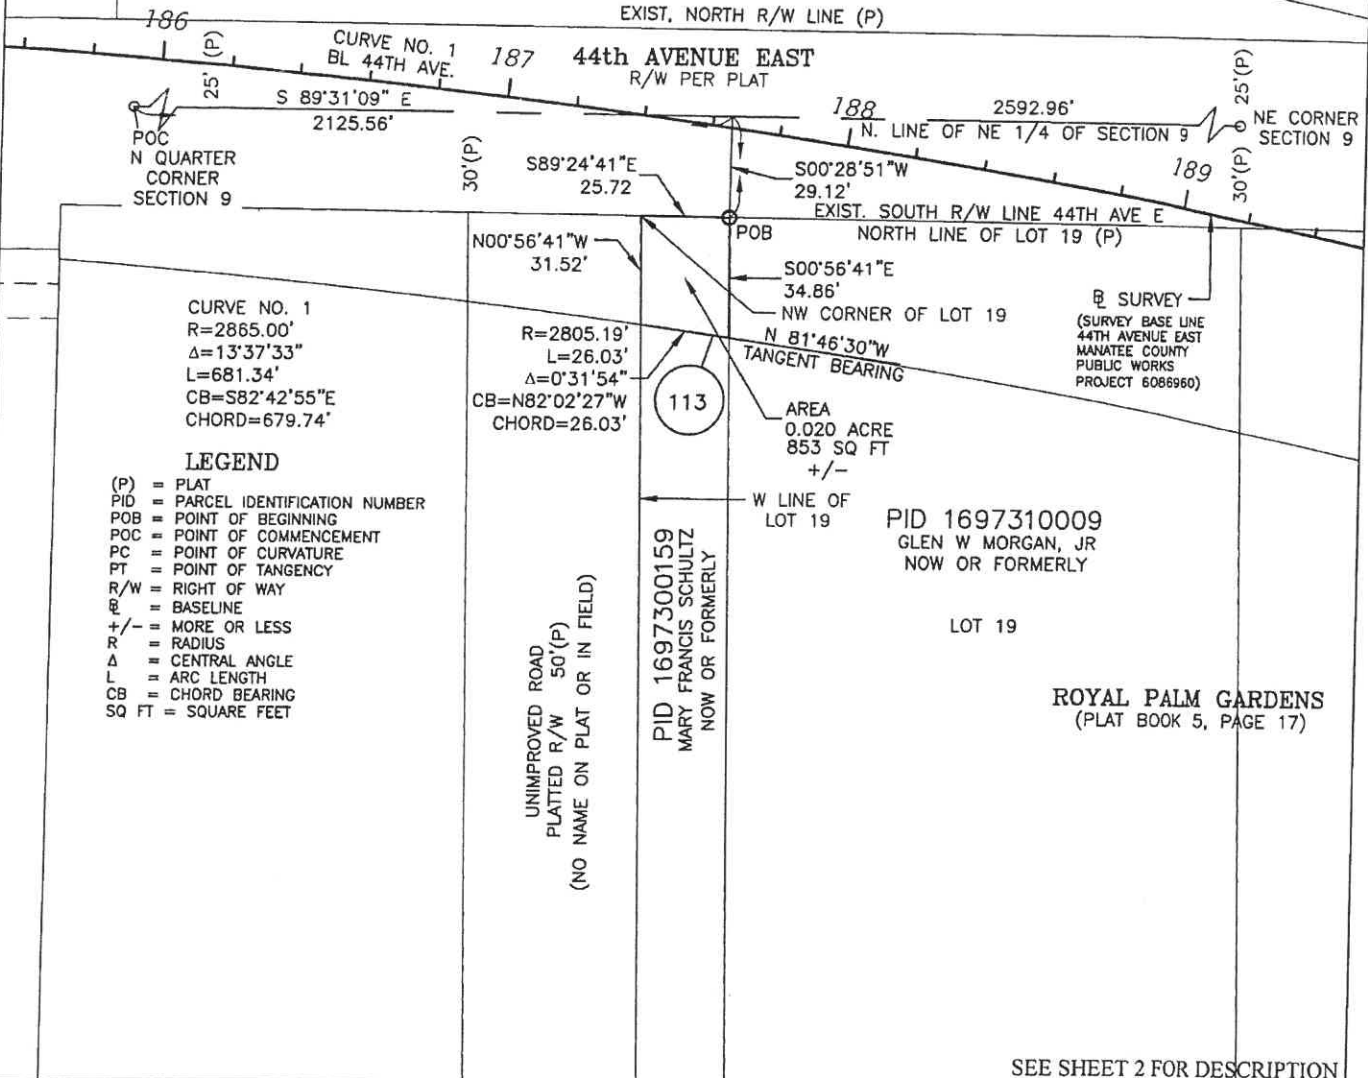 EXIST. NORTH R/W LINE (P)
186
25' (P)
CURVE NO. 1
BL 44TH AVE.
187
44th AVENUE EAST
R/W PER PLAT
S 89°31'09" E
2125.56'
188
2592.96'
N. LINE OF NE 1/4 OF SECTION 9
25'(P)
NE CORNER
SECTION 9
POC
N QUARTER
CORNER
SECTION 9
30'(P)
S89°24'41"E
25.72
S00°28'51"W
29.12'
189
30'(P)
EXIST. SOUTH R/W LINE 44TH AVE E
NORTH LINE OF LOT 19 (P)
POB
N00°56'41"W
31.52'
S00°56'41"E
34.86'
NW CORNER OF LOT 19
N 81°46'30"W
TANGENT BEARING
BL SURVEY
(SURVEY BASE LINE
44TH AVENUE EAST
MANATEE COUNTY
PUBLIC WORKS
PROJECT 6086960)
CURVE NO. 1
R=2865.00'
Δ=13°37'33"
L=681.34'
CB=S82°42'55"E
CHORD=679.74'
R=2805.19'
L=26.03'
Δ=0°31'54"
CB=N82°02'27"W
CHORD=26.03'
113
AREA
0.020 ACRE
853 SQ FT
+/-
LEGEND
(P) = PLAT
PID = PARCEL IDENTIFICATION NUMBER
POB = POINT OF BEGINNING
POC = POINT OF COMMENCEMENT
PC = POINT OF CURVATURE
PT = POINT OF TANGENCY
R/W = RIGHT OF WAY
BL = BASELINE
+/- = MORE OR LESS
R = RADIUS
Δ = CENTRAL ANGLE
L = ARC LENGTH
CB = CHORD BEARING
SQ FT = SQUARE FEET
W LINE OF
LOT 19
PID 1697310009
GLEN W MORGAN, JR
NOW OR FORMERLY
LOT 19
UNIMPROVED ROAD
PLATTED R/W 50'(P)
(NO NAME ON PLAT OR IN FIELD)
PID 1697300159
MARY FRANCIS SCHULTZ
NOW OR FORMERLY
ROYAL PALM GARDENS
(PLAT BOOK 5, PAGE 17)
SEE SHEET 2 FOR DESCRIPTION